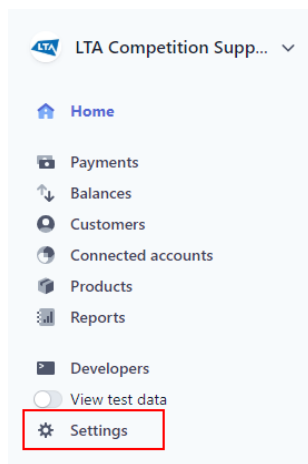 LTA LTA Competition Supp...
Home
Payments
Balances
Customers
Connected accounts
Products
Reports
Developers
View test data
Settings